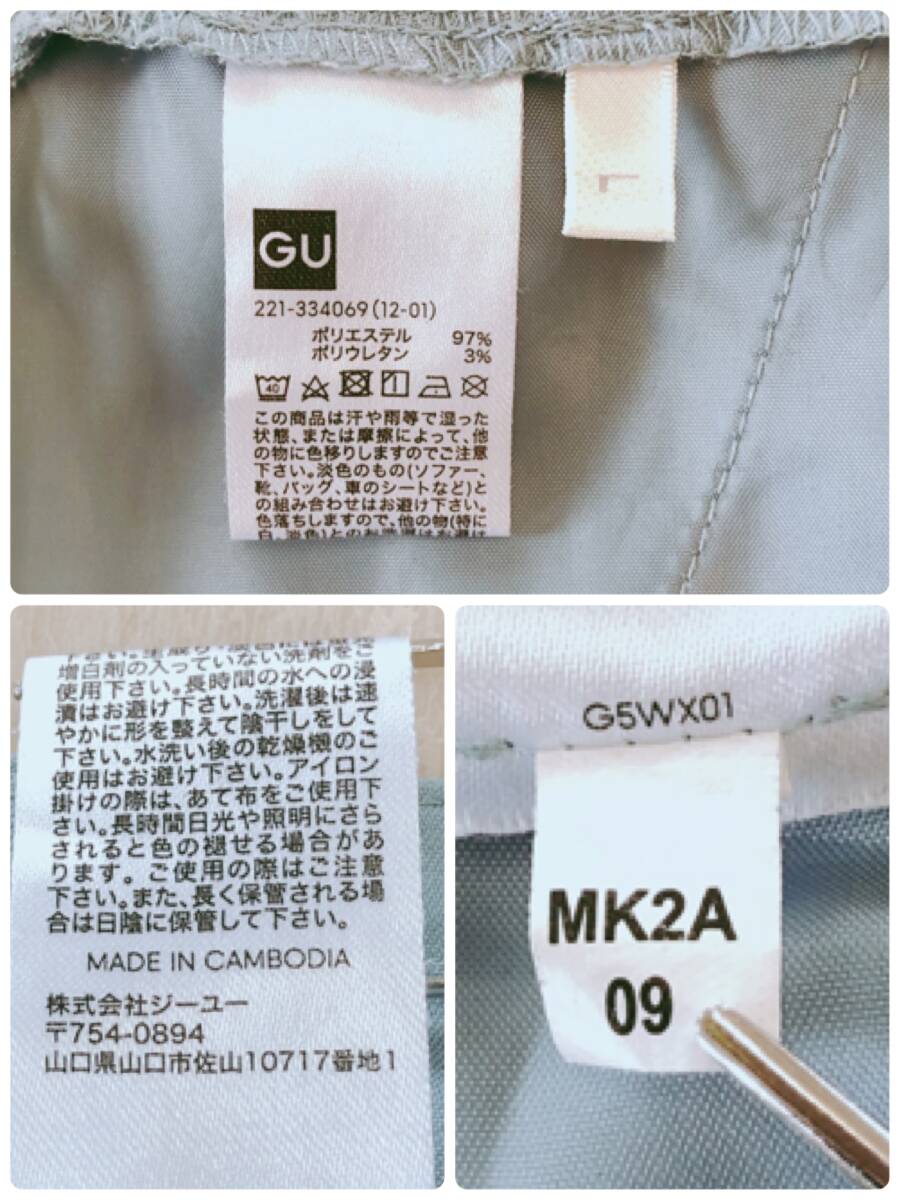 GU
221-334069(12-01)
ポリエステル 97%
ポリウレタン 3%
40
この商品は汗や雨等で湿った
状態、または摩擦によって、他
の物に色移りしますのでご注意
下さい。淡色のもの(ソファー、
靴、バッグ、車のシートなど)と
の組み合わせはお避け下さい。
色落ちしますので、他の物(特に
白、淡色)とのお洗濯はお避け
L
増白剤の入っていない洗剤をご
使用下さい。長時間の水への浸
漬はお避け下さい。洗濯後は速
やかに形を整えて陰干しをして
下さい。水洗い後の乾燥機のご
使用はお避け下さい。アイロン
掛けの際は、あて布をご使用下
さい。長時間日光や照明にさら
されると色の褪せる場合があ
ります。ご使用の際はご注意
下さい。また、長く保管される場
合は日陰に保管して下さい。
MADE IN CAMBODIA
株式会社ジーユー
〒754-0894
山口県山口市佐山10717番地1
G5WX01
MK2A
09